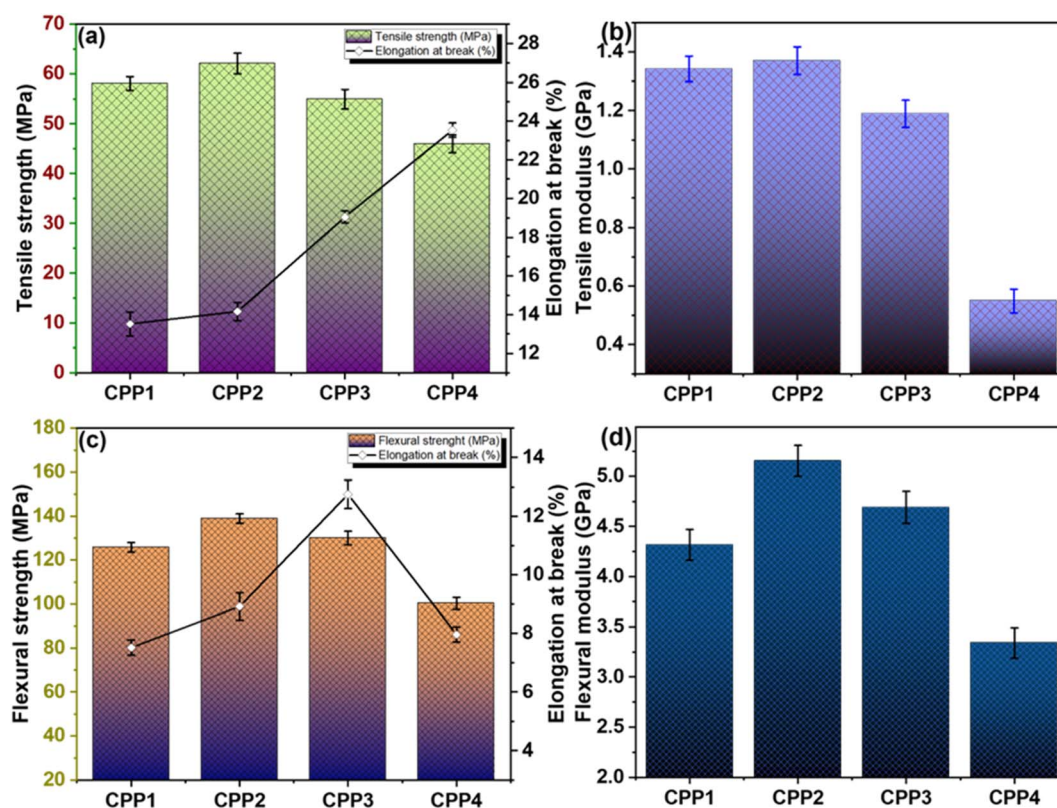 (a)
Tensile strength (MPa)
Elongation at break (%)
70
60
50
40
30
20
10
0
Tensile strength (MPa)
28
26
24
22
20
18
16
14
12
Elongation at break (%)
CPP1 CPP2 CPP3 CPP4
(b)
1.4
1.2
1.0
0.8
0.6
0.4
Tensile modulus (GPa)
CPP1 CPP2 CPP3 CPP4
(c)
Flexural strenght (MPa)
Elongation at break (%)
180
160
140
120
100
80
60
40
20
Flexural strength (MPa)
14
12
10
8
6
4
Elongation at break (%)
CPP1 CPP2 CPP3 CPP4
(d)
5.0
4.5
4.0
3.5
3.0
2.5
2.0
Flexural modulus (GPa)
CPP1 CPP2 CPP3 CPP4